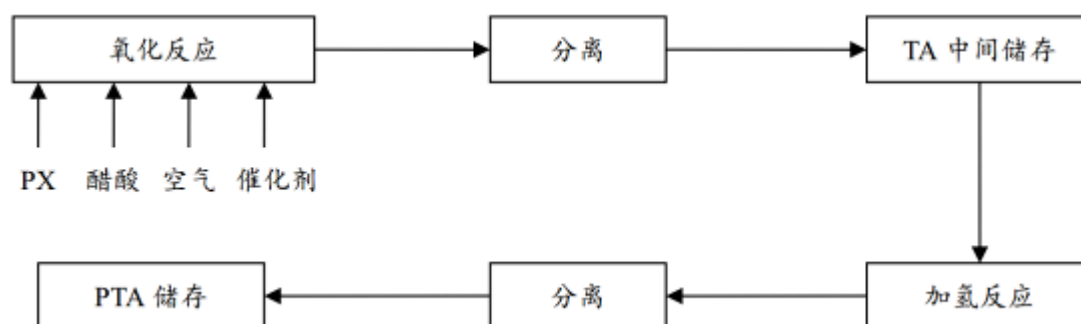 氧化反应
分离
TA 中间储存
PX 醋酸 空气 催化剂
PTA 储存
分离
加氢反应